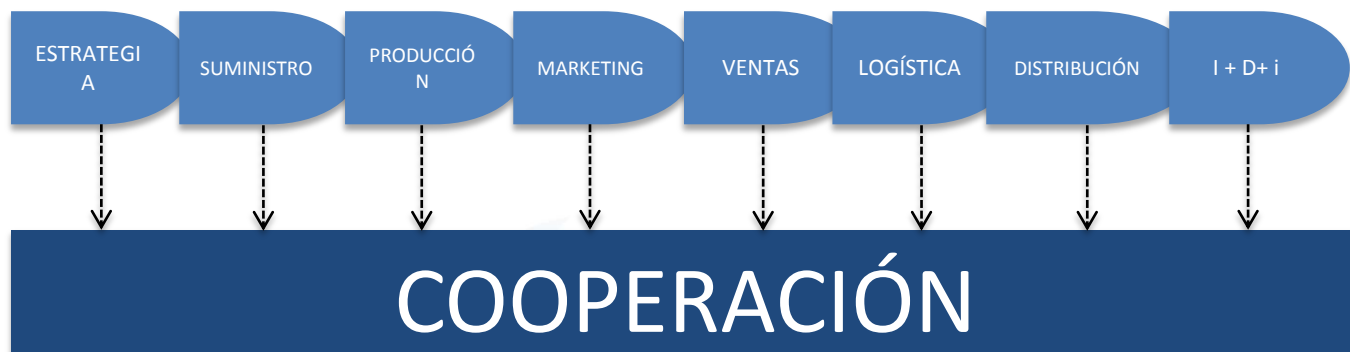 ESTRATEGI
A
SUMINISTRO
PRODUCCIÓ
N
MARKETING
VENTAS
LOGÍSTICA
DISTRIBUCIÓN
I + D+ i
COOPERACIÓN